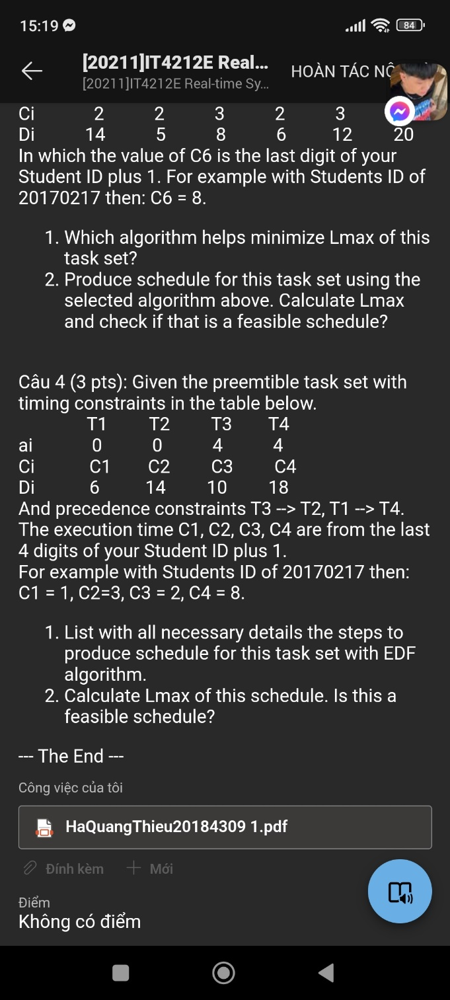 15:19
84
[20211]IT4212E Real...
[20211]IT4212E Real-time Sy...
HOÀN TÁC
Ci 2 2 3 2 3
Di 14 5 8 6 12 20
In which the value of C6 is the last digit of your
Student ID plus 1. For example with Students ID of
20170217 then: C6 = 8.
1. Which algorithm helps minimize Lmax of this
task set?
2. Produce schedule for this task set using the
selected algorithm above. Calculate Lmax
and check if that is a feasible schedule?
Câu 4 (3 pts): Given the preemtible task set with
timing constraints in the table below.
T1 T2 T3 T4
ai 0 0 4 4
Ci C1 C2 C3 C4
Di 6 14 10 18
And precedence constraints T3 --> T2, T1 --> T4.
The execution time C1, C2, C3, C4 are from the last
4 digits of your Student ID plus 1.
For example with Students ID of 20170217 then:
C1 = 1, C2=3, C3 = 2, C4 = 8.
1. List with all necessary details the steps to
produce schedule for this task set with EDF
algorithm.
2. Calculate Lmax of this schedule. Is this a
feasible schedule?
--- The End ---
Công việc của tôi
HaQuangThieu20184309 1.pdf
Đính kèm
Mới
Điểm
Không có điểm